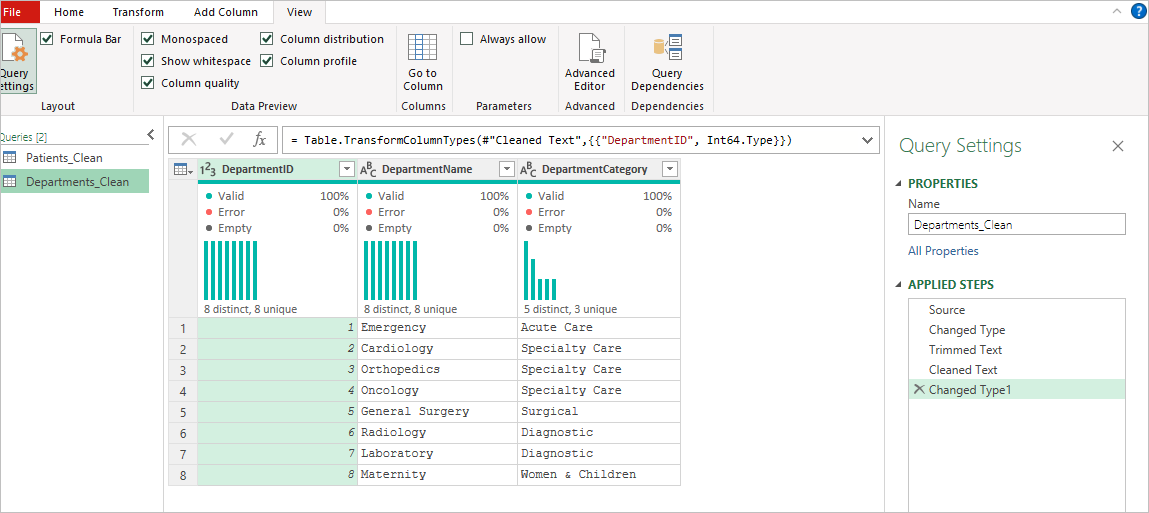 File Home Transform Add Column View
Query Settings
Formula Bar
Layout
Monospaced
Show whitespace
Column quality
Column distribution
Column profile
Data Preview
Go to Column
Columns
Always allow
Parameters
Advanced Editor
Advanced
Query Dependencies
Dependencies
?
Queries [2]
Patients_Clean
Departments_Clean
fx
= Table.TransformColumnTypes(#"Cleaned Text",{{"DepartmentID", Int64.Type}})
123 DepartmentID ABC DepartmentName ABC DepartmentCategory
Valid 100% Valid 100% Valid 100%
Error 0% Error 0% Error 0%
Empty 0% Empty 0% Empty 0%
8 distinct, 8 unique 8 distinct, 8 unique 5 distinct, 3 unique
1 1 Emergency Acute Care
2 2 Cardiology Specialty Care
3 3 Orthopedics Specialty Care
4 4 Oncology Specialty Care
5 5 General Surgery Surgical
6 6 Radiology Diagnostic
7 7 Laboratory Diagnostic
8 8 Maternity Women & Children
Query Settings
PROPERTIES
Name
Departments_Clean
All Properties
APPLIED STEPS
Source
Changed Type
Trimmed Text
Cleaned Text
Changed Type1